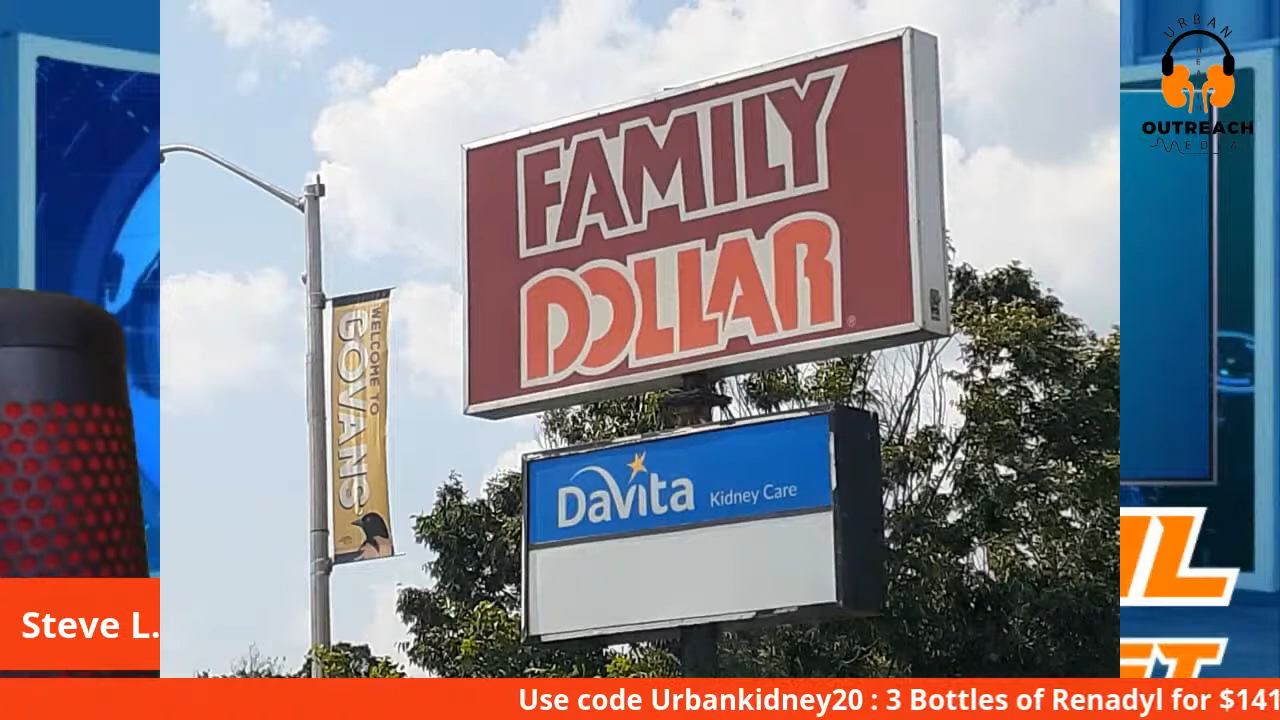 URBAN
OUTREACH
MEDIA
FAMILY
DOLLAR
®
WELCOME TO
GOVANS
DaVita Kidney Care
Steve L.
Use code Urbankidney20 : 3 Bottles of Renadyl for $141